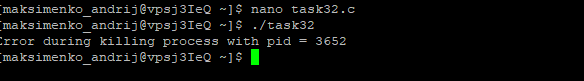 [maksimenko_andrij@vpsj3IeQ ~]$ nano task32.c
[maksimenko_andrij@vpsj3IeQ ~]$ ./task32
Error during killing process with pid = 3652
[maksimenko_andrij@vpsj3IeQ ~]$